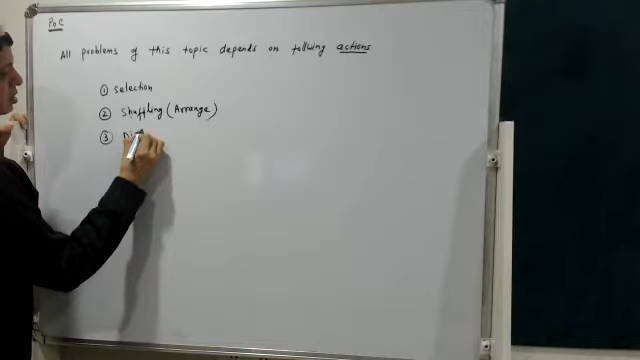 PnC
All problems of this topic depends on following actions
① selection
② shuffling (Arrange)
③